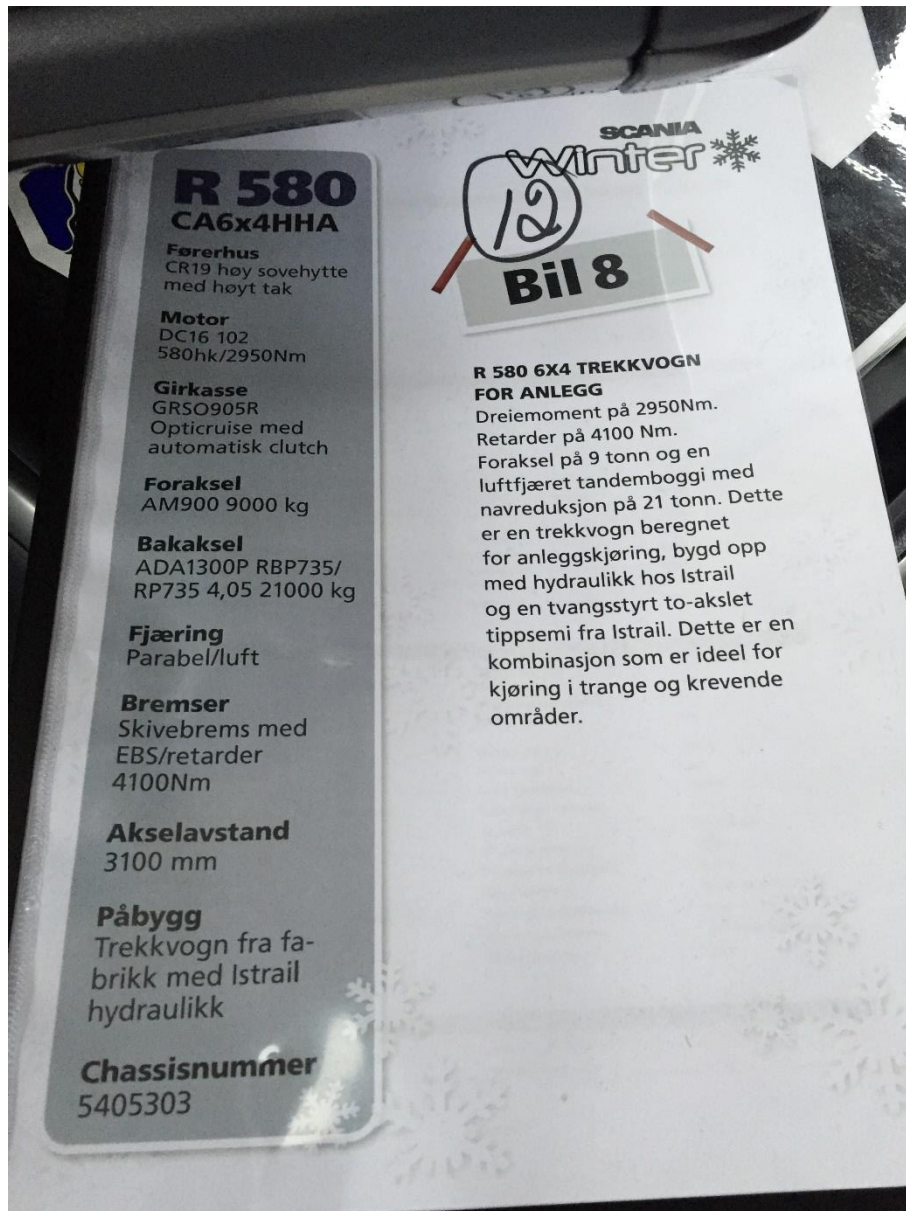 R 580
CA6x4HHA
Førerhus
CR19 høy sovehytte
med høyt tak
Motor
DC16 102
580hk/2950Nm
Girkasse
GRSO905R
Opticruise med
automatisk clutch
Foraksel
AM900 9000 kg
Bakaksel
ADA1300P RBP735/
RP735 4,05 21000 kg
Fjæring
Parabel/luft
Bremser
Skivebrems med
EBS/retarder
4100Nm
Akselavstand
3100 mm
Påbygg
Trekkvogn fra fa-
brikk med Istrail
hydraulikk
Chassisnummer
5405303
SCANIA
Winter
12
Bil 8
R 580 6X4 TREKKVOGN
FOR ANLEGG
Dreiemoment på 2950Nm.
Retarder på 4100 Nm.
Foraksel på 9 tonn og en
luftfjæret tandemboggi med
navreduksjon på 21 tonn. Dette
er en trekkvogn beregnet
for anleggskjøring, bygd opp
med hydraulikk hos Istrail
og en tvangsstyrt to-akslet
tippsemi fra Istrail. Dette er en
kombinasjon som er ideel for
kjøring i trange og krevende
områder.